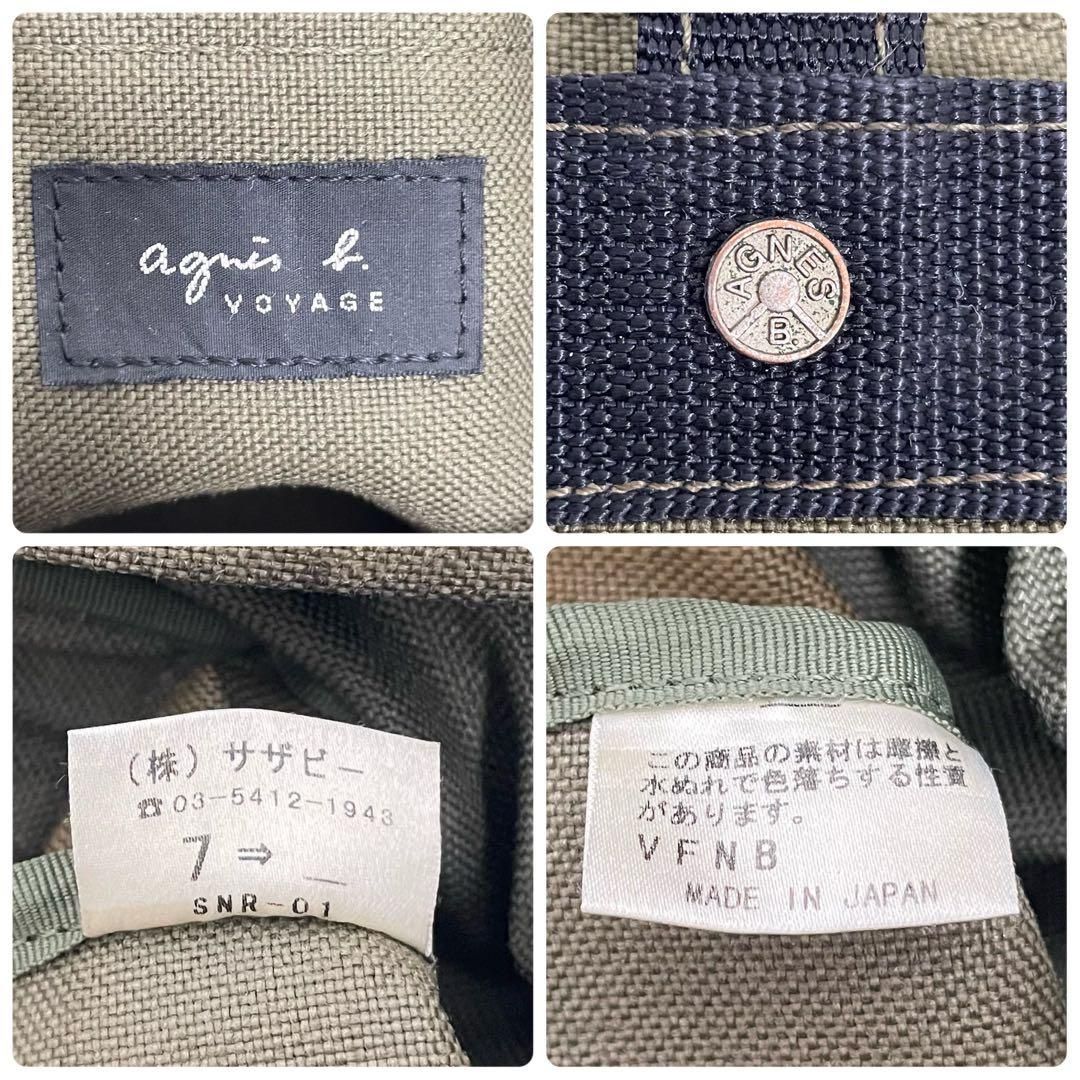 agnès b.
VOYAGE
AGNES
B.
(株) サザビー
☎03-5412-1943
7⇒_
SNR-01
この商品の素材は摩擦と
水ぬれで色落ちする性質
があります。
VFNB
MADE IN JAPAN